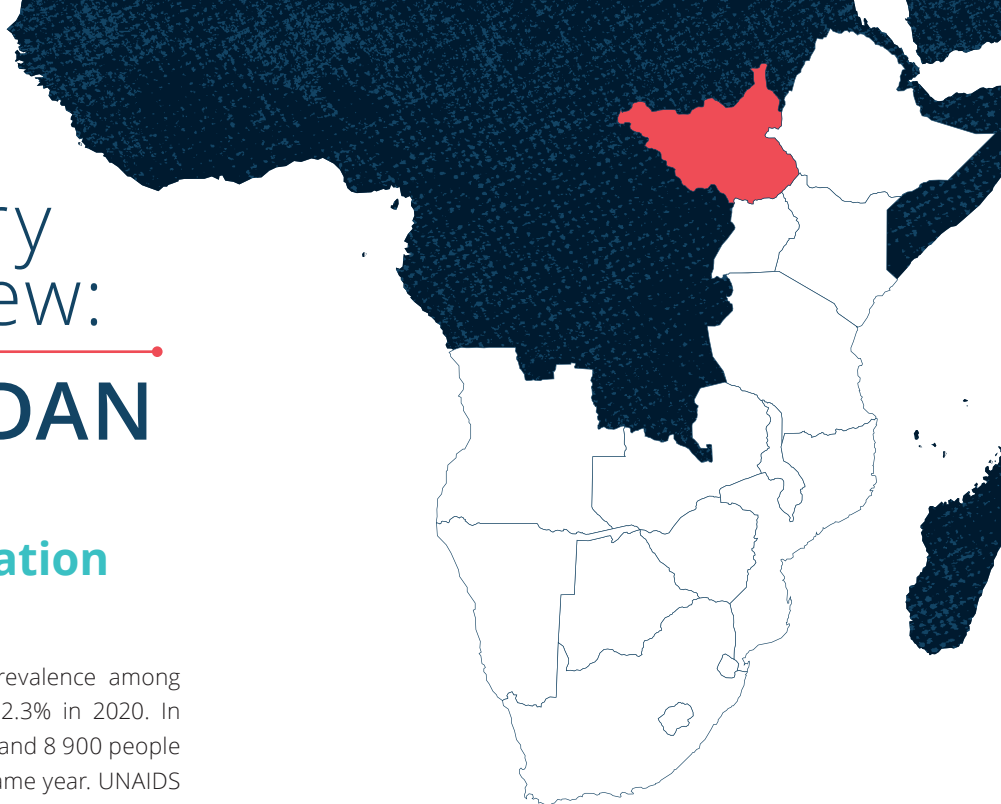 ry
ew:
DAN
ation
revalence among
2.3% in 2020. In
and 8 900 people
ame year. UNAIDS